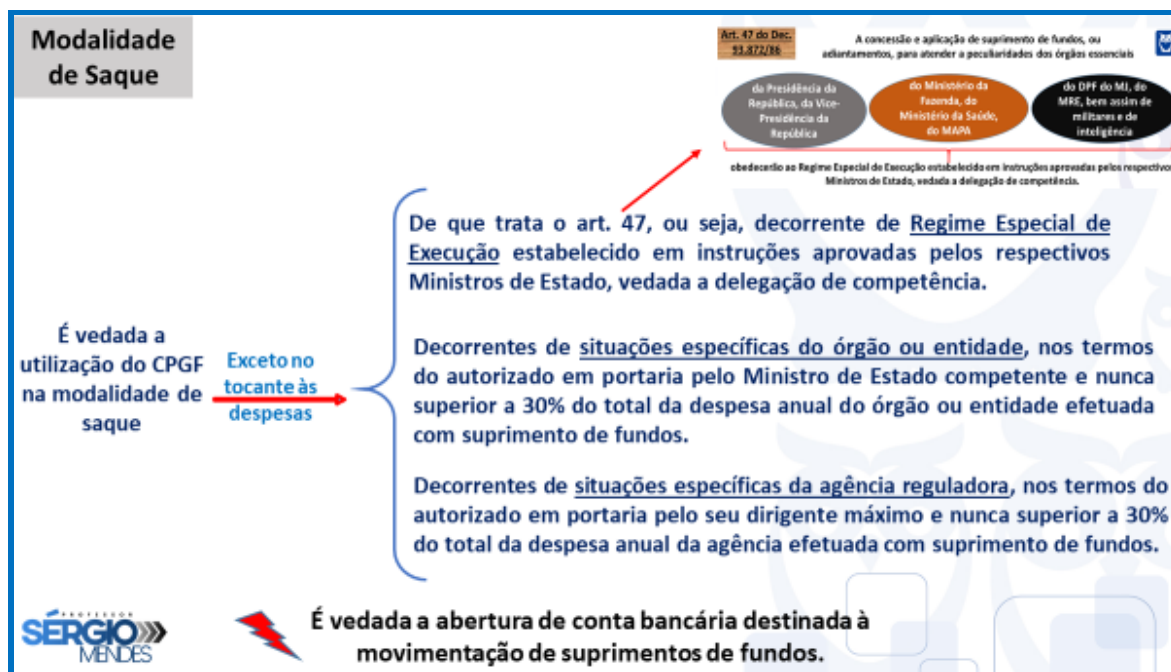 Modalidade
de Saque
Art. 47 do Dec.
93.872/86
A concessão e aplicação de suprimento de fundos, ou
adiantamentos, para atender a peculiaridades dos órgãos essenciais
da Presidência da
República, da Vice-
Presidência da
República
do Ministério da
Fazenda, do
Ministério da Saúde,
do MAPA
do DPF do MJ, do
MRE, bem assim de
militares e de
inteligência
obedecerão ao Regime Especial de Execução estabelecido em instruções aprovadas pelos respectivos
Ministros de Estado, vedada a delegação de competência.
De que trata o art. 47, ou seja, decorrente de Regime Especial de
Execução estabelecido em instruções aprovadas pelos respectivos
Ministros de Estado, vedada a delegação de competência.
É vedada a
utilização do CPGF
na modalidade de
saque
Exceto no
tocante às
despesas
Decorrentes de situações específicas do órgão ou entidade, nos termos
do autorizado em portaria pelo Ministro de Estado competente e nunca
superior a 30% do total da despesa anual do órgão ou entidade efetuada
com suprimento de fundos.
Decorrentes de situações específicas da agência reguladora, nos termos do
autorizado em portaria pelo seu dirigente máximo e nunca superior a 30%
do total da despesa anual da agência efetuada com suprimento de fundos.
PROFESSOR
SÉRGIO
MENDES
É vedada a abertura de conta bancária destinada à
movimentação de suprimentos de fundos.